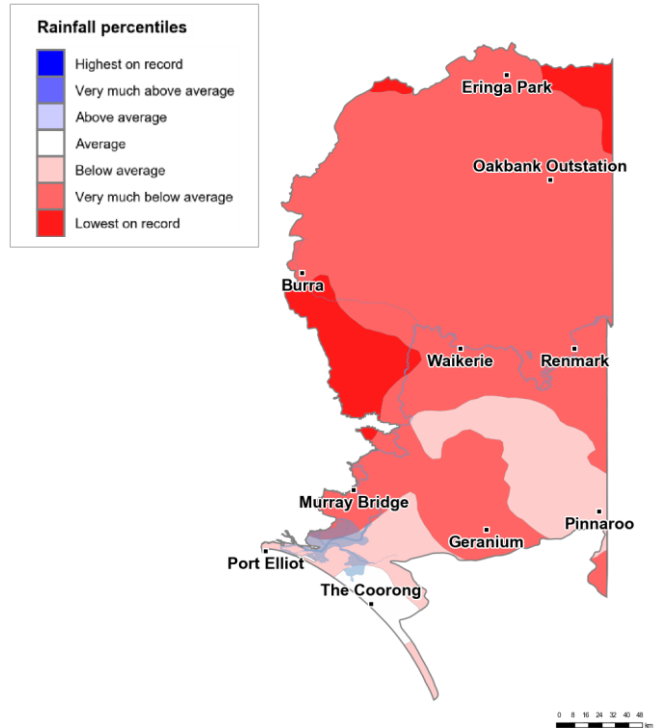 Rainfall percentiles
Highest on record
Very much above average
Above average
Average
Below average
Very much below average
Lowest on record
Eringa Park
Oakbank Outstation
Burra
Waikerie
Renmark
Murray Bridge
Pinnaroo
Geranium
Port Elliot
The Coorong
0 8 16 24 32 40 48